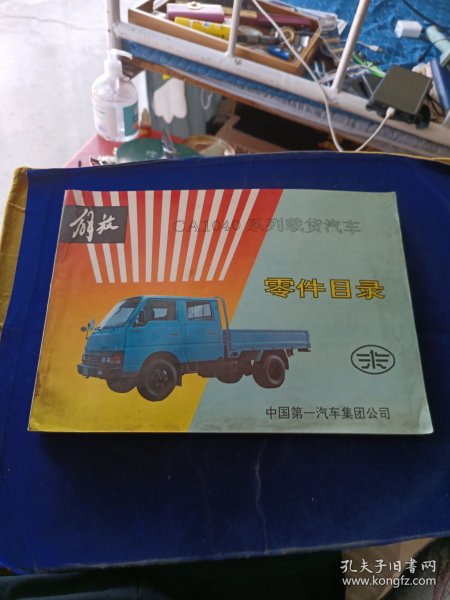 解放
CA1040系列载货汽车
零件目录
中国第一汽车集团公司
孔夫子旧书网
www.kongfz.com